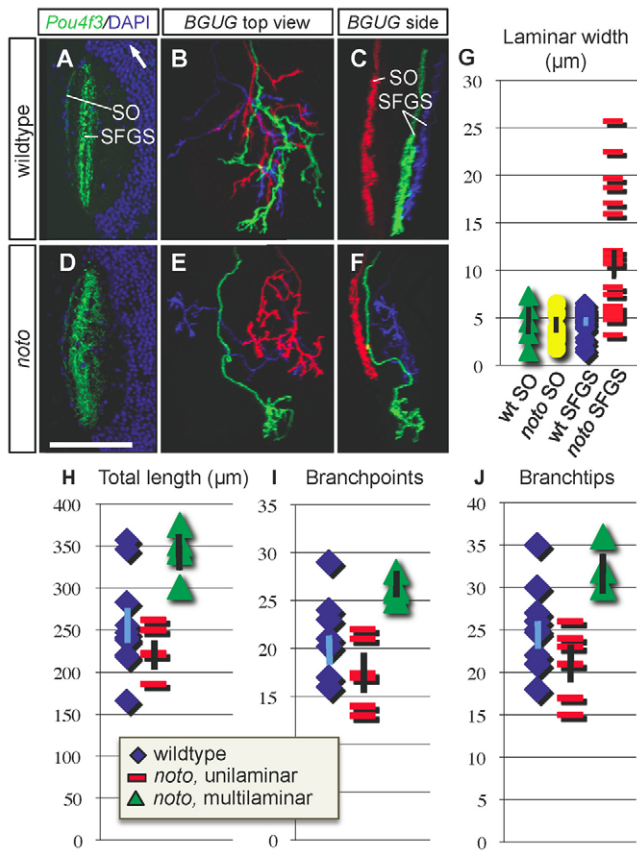 Pou4f3/DAPI
BGUG top view
BGUG side
wildtype
A
SO
SFGS
B
C
SO
SFGS
G
Laminar width
(µm)
30
25
20
15
10
5
0
wt SO
noto SO
wt SFGS
noto SFGS
noto
D
E
F
H
Total length (µm)
400
350
300
250
200
150
100
50
0
I
Branchpoints
35
30
25
20
15
0
J
Branchtips
40
35
30
25
20
15
10
5
0
wildtype
noto, unilaminar
noto, multilaminar